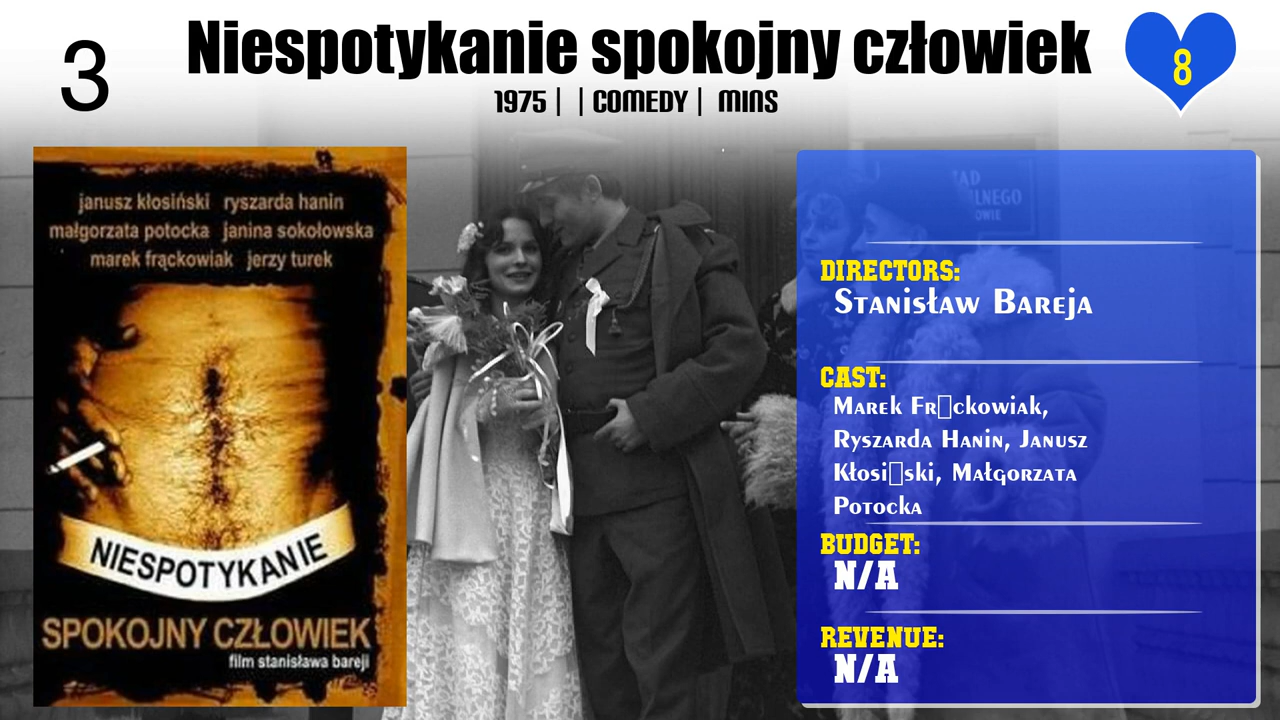 3
Niespotykanie spokojny człowiek
8
1975 | | COMEDY | MINS
janusz kłosiński ryszarda hanin
małgorzata potocka janina sokołowska
marek frąckowiak jerzy turek
NIESPOTYKANIE
SPOKOJNY CZŁOWIEK
film stanisława bareji
DIRECTORS:
Stanisław Bareja
CAST:
Marek Fr□ckowiak,
Ryszarda Hanin, Janusz
Kłosi□ski, Małgorzata
Potocka
BUDGET:
N/A
REVENUE:
N/A